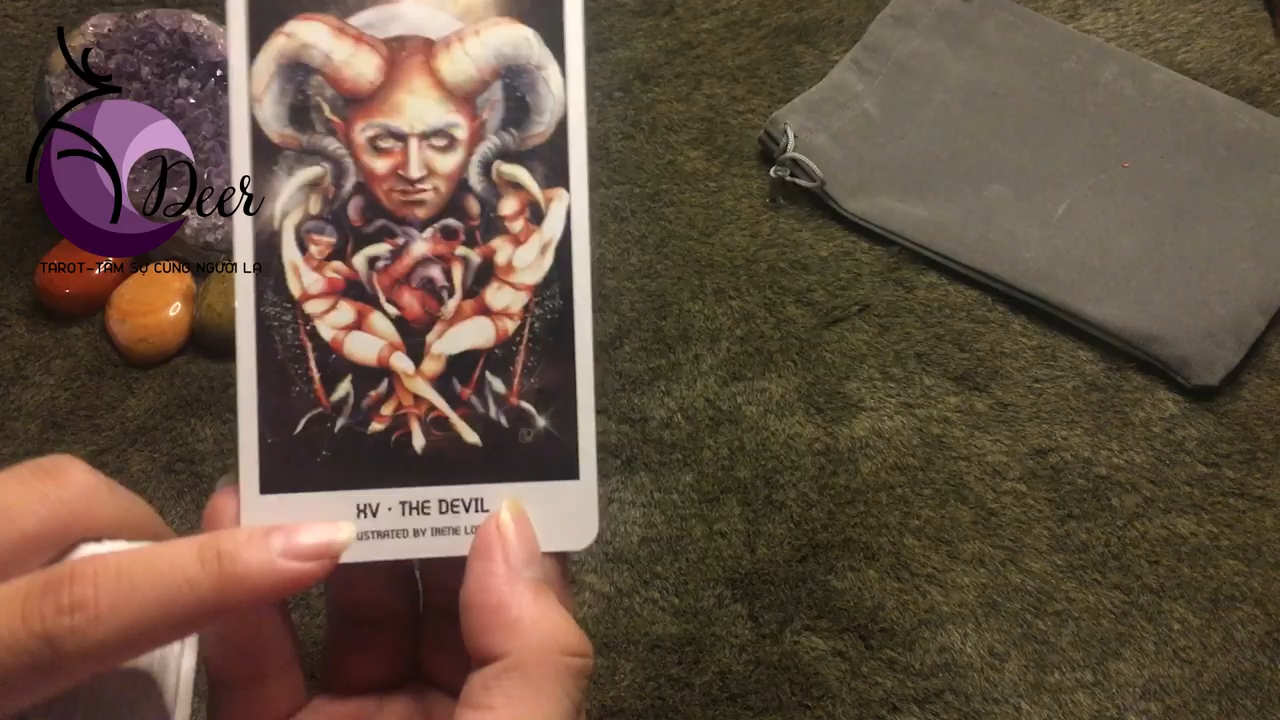 Deer
TAROT-TÂM SỰ CÙNG NGƯỜI LẠ
XV · THE DEVIL
USTRATED BY IRENE